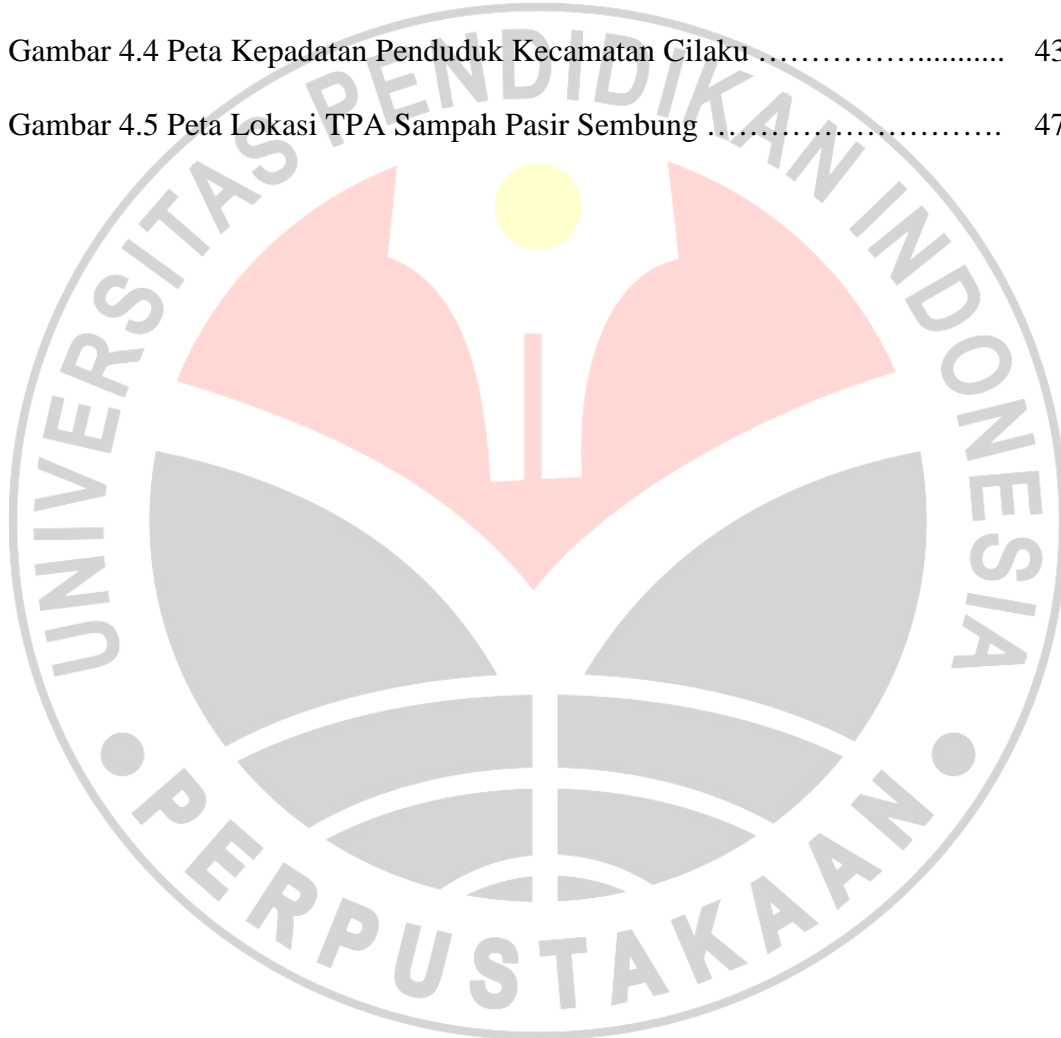 Gambar 4.4 Peta Kepadatan Penduduk Kecamatan Cilaku ……………........... 43
Gambar 4.5 Peta Lokasi TPA Sampah Pasir Sembung ………………………. 47
UNIVERSITAS PENDIDIKAN INDONESIA
PERPUSTAKAAN